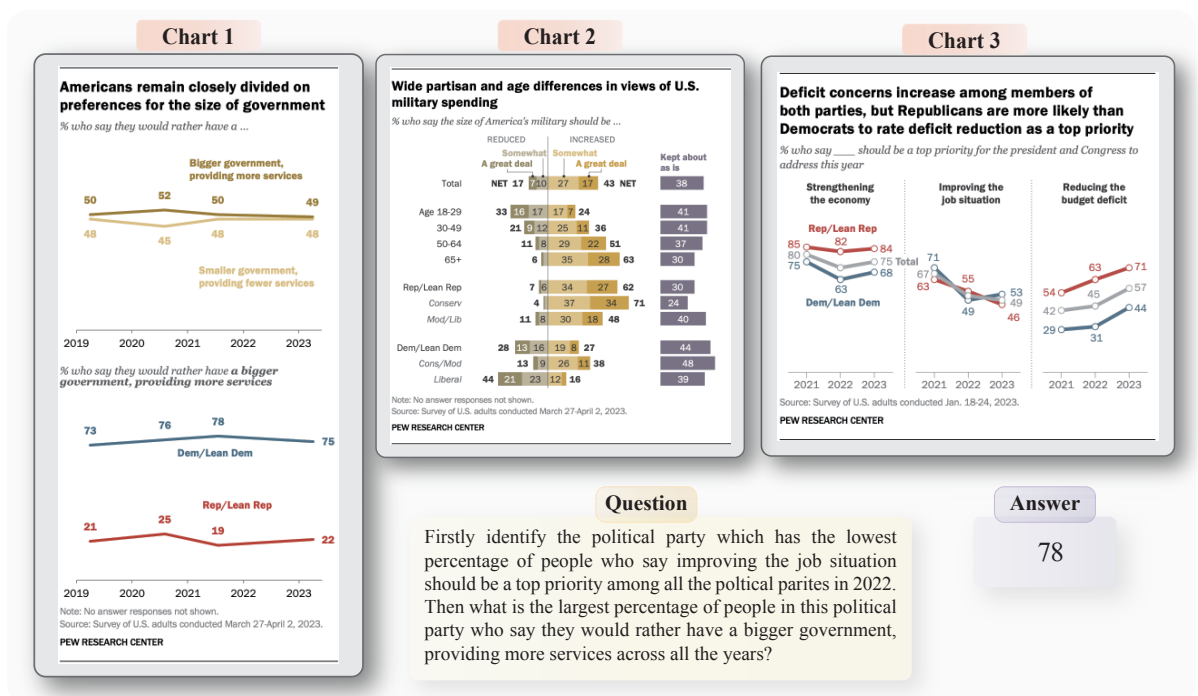 Chart 1
Americans remain closely divided on
preferences for the size of government
% who say they would rather have a ...
Bigger government,
providing more services
50 52 50 49
48 45 48 48
Smaller government,
providing fewer services
2019 2020 2021 2022 2023
% who say they would rather have a bigger
government, providing more services
73 76 78 75
Dem/Lean Dem
Rep/Lean Rep
21 25 19 22
2019 2020 2021 2022 2023
Note: No answer responses not shown.
Source: Survey of U.S. adults conducted March 27-April 2, 2023.
PEW RESEARCH CENTER
Chart 2
Wide partisan and age differences in views of U.S.
military spending
% who say the size of America's military should be ...
REDUCED INCREASED
Somewhat Somewhat
A great deal A great deal
Kept about
as is
Total NET 17 7 10 27 17 43 NET 38
Age 18-29 33 16 17 17 7 24 41
30-49 21 9 12 25 11 36 41
50-64 11 8 29 22 51 37
65+ 6 35 28 63 30
Rep/Lean Rep 7 6 34 27 62 30
Conserv 4 37 34 71 24
Mod/Lib 11 8 30 18 48 40
Dem/Lean Dem 28 13 16 19 8 27 44
Cons/Mod 13 9 26 11 38 48
Liberal 44 21 23 12 16 39
Note: No answer responses not shown.
Source: Survey of U.S. adults conducted March 27-April 2, 2023.
PEW RESEARCH CENTER
Chart 3
Deficit concerns increase among members of
both parties, but Republicans are more likely than
Democrats to rate deficit reduction as a top priority
% who say ____ should be a top priority for the president and Congress to
address this year
Strengthening
the economy
Rep/Lean Rep
85 82 84
80 75 Total
75 63 68
Dem/Lean Dem
2021 2022 2023
Improving the
job situation
71 55 53
67 49
63 49 46
2021 2022 2023
Reducing the
budget deficit
54 63 71
42 45 57
29 31 44
2021 2022 2023
Source: Survey of U.S. adults conducted Jan. 18-24, 2023.
PEW RESEARCH CENTER
Question
Firstly identify the political party which has the lowest
percentage of people who say improving the job situation
should be a top priority among all the poltical parites in 2022.
Then what is the largest percentage of people in this political
party who say they would rather have a bigger government,
providing more services across all the years?
Answer
78